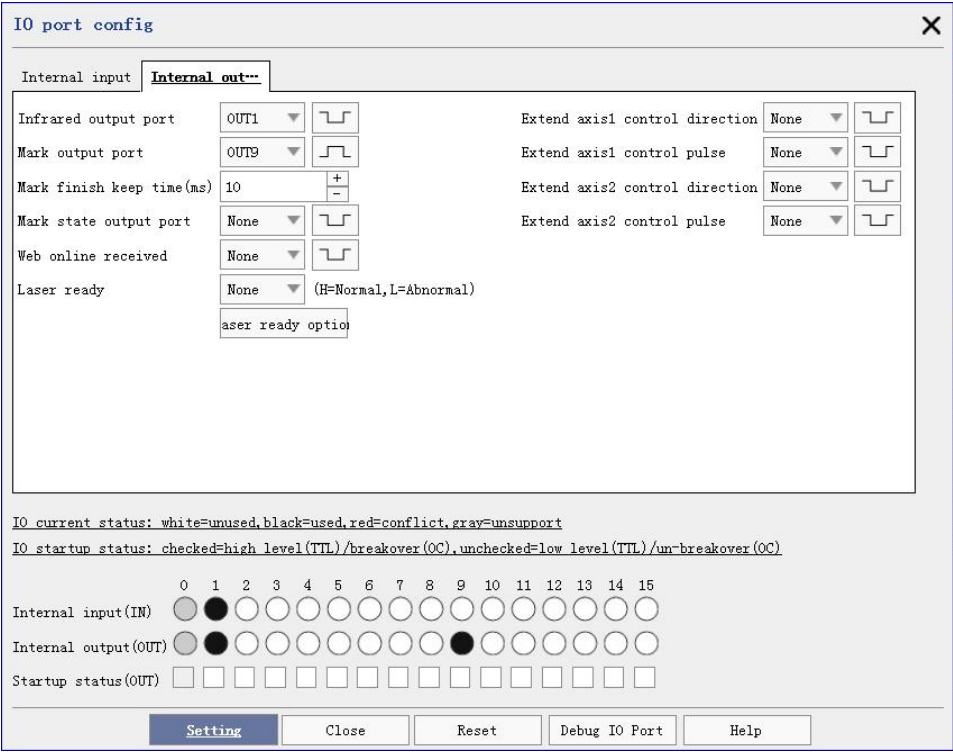 IO port config
Internal input Internal out…
Infrared output port OUT1 Extend axis1 control direction None
Mark output port OUT9 Extend axis1 control pulse None
Mark finish keep time(ms) 10 + - Extend axis2 control direction None
Mark state output port None Extend axis2 control pulse None
Web online received None
Laser ready None (H=Normal,L=Abnormal)
aser ready option
IO current status: white=unused,black=used,red=conflict,gray=unsupport
IO startup status: checked=high level(TTL)/breakover(OC),unchecked=low level(TTL)/un-breakover(OC)
0 1 2 3 4 5 6 7 8 9 10 11 12 13 14 15
Internal input(IN)
Internal output(OUT)
Startup status(OUT)
Setting Close Reset Debug IO Port Help